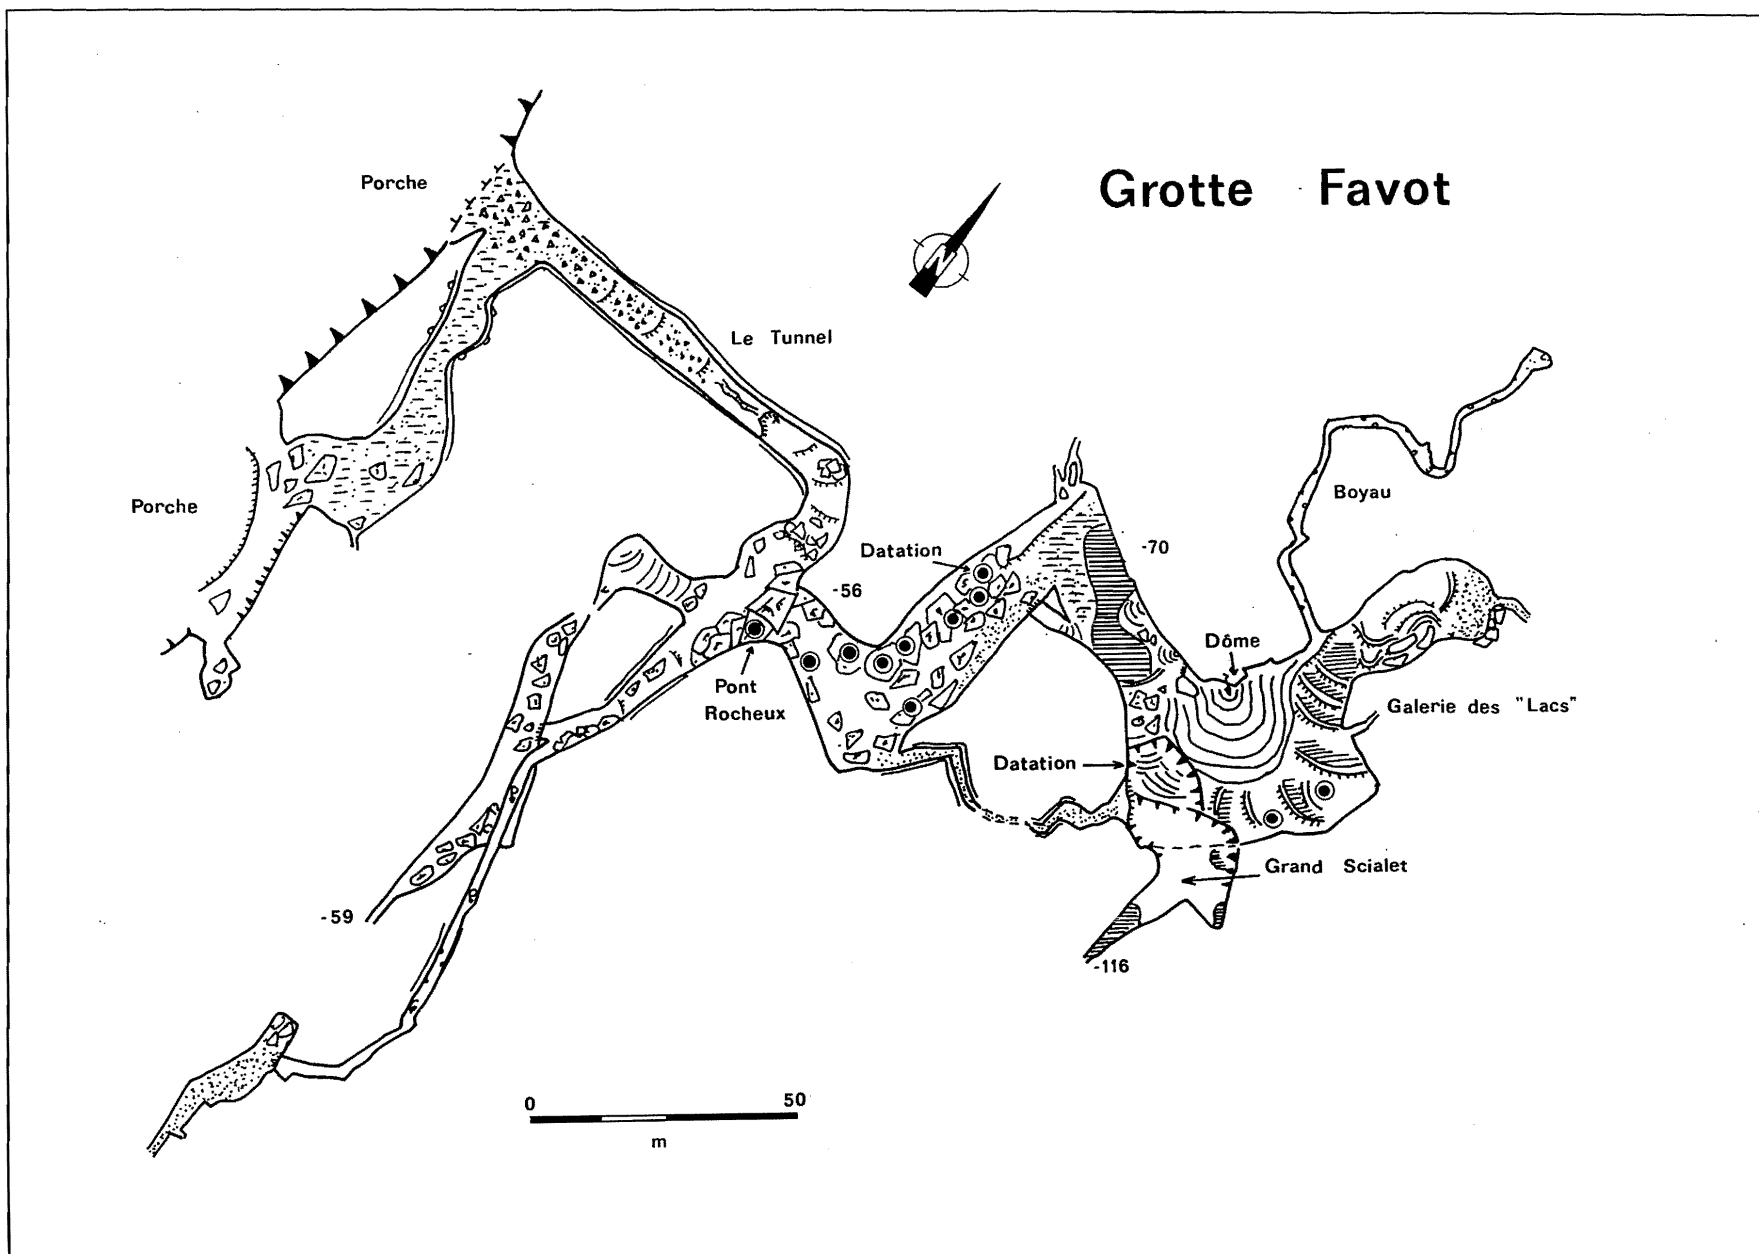 Grotte Favot
Porche
N
Le Tunnel
Porche
Boyau
Datation
-70
-56
Dôme
Pont
Rocheux
Galerie des "Lacs"
Datation
Grand Scialet
-59
-116
0 50
m